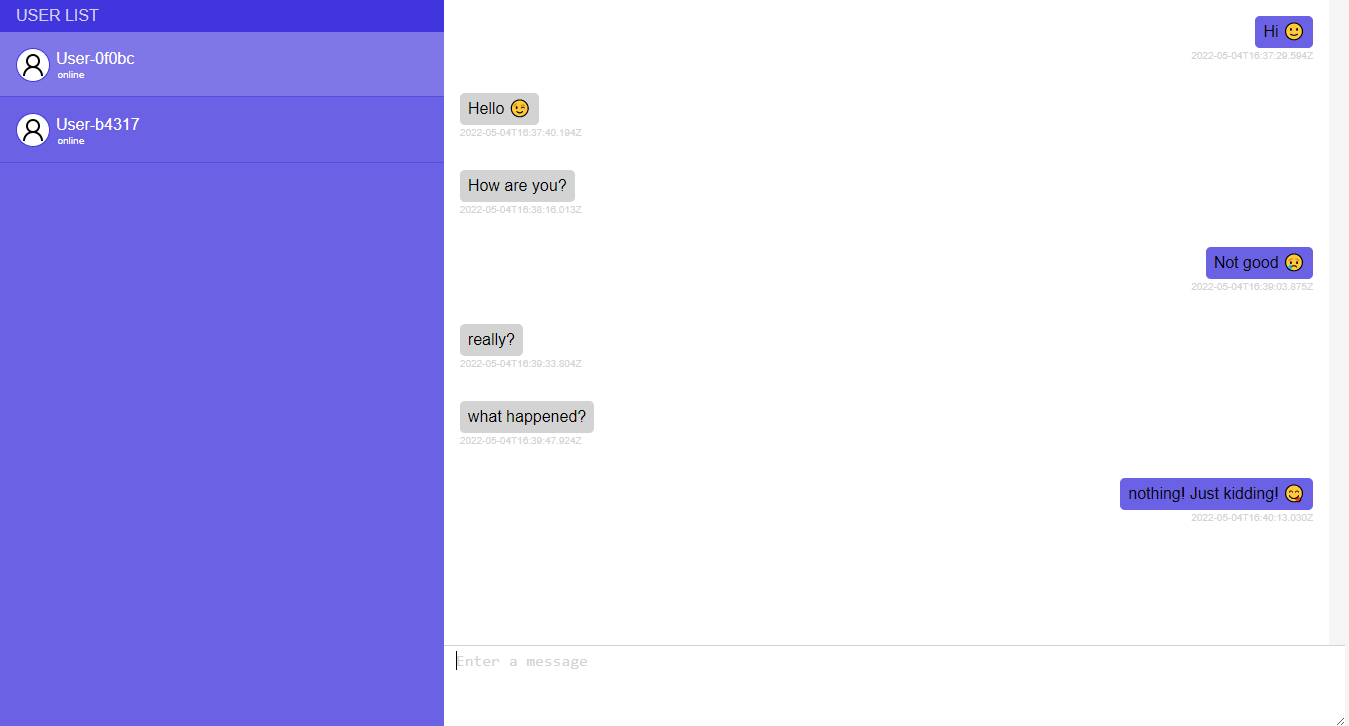 USER LIST
User-0f0bc
online
User-b4317
online
Hi 🙂
2022-05-04T16:37:29.594Z
Hello 😉
2022-05-04T16:37:40.194Z
How are you?
2022-05-04T16:38:16.013Z
Not good 😥
2022-05-04T16:39:03.875Z
really?
2022-05-04T16:39:33.804Z
what happened?
2022-05-04T16:39:47.924Z
nothing! Just kidding! 😋
2022-05-04T16:40:13.030Z
Enter a message